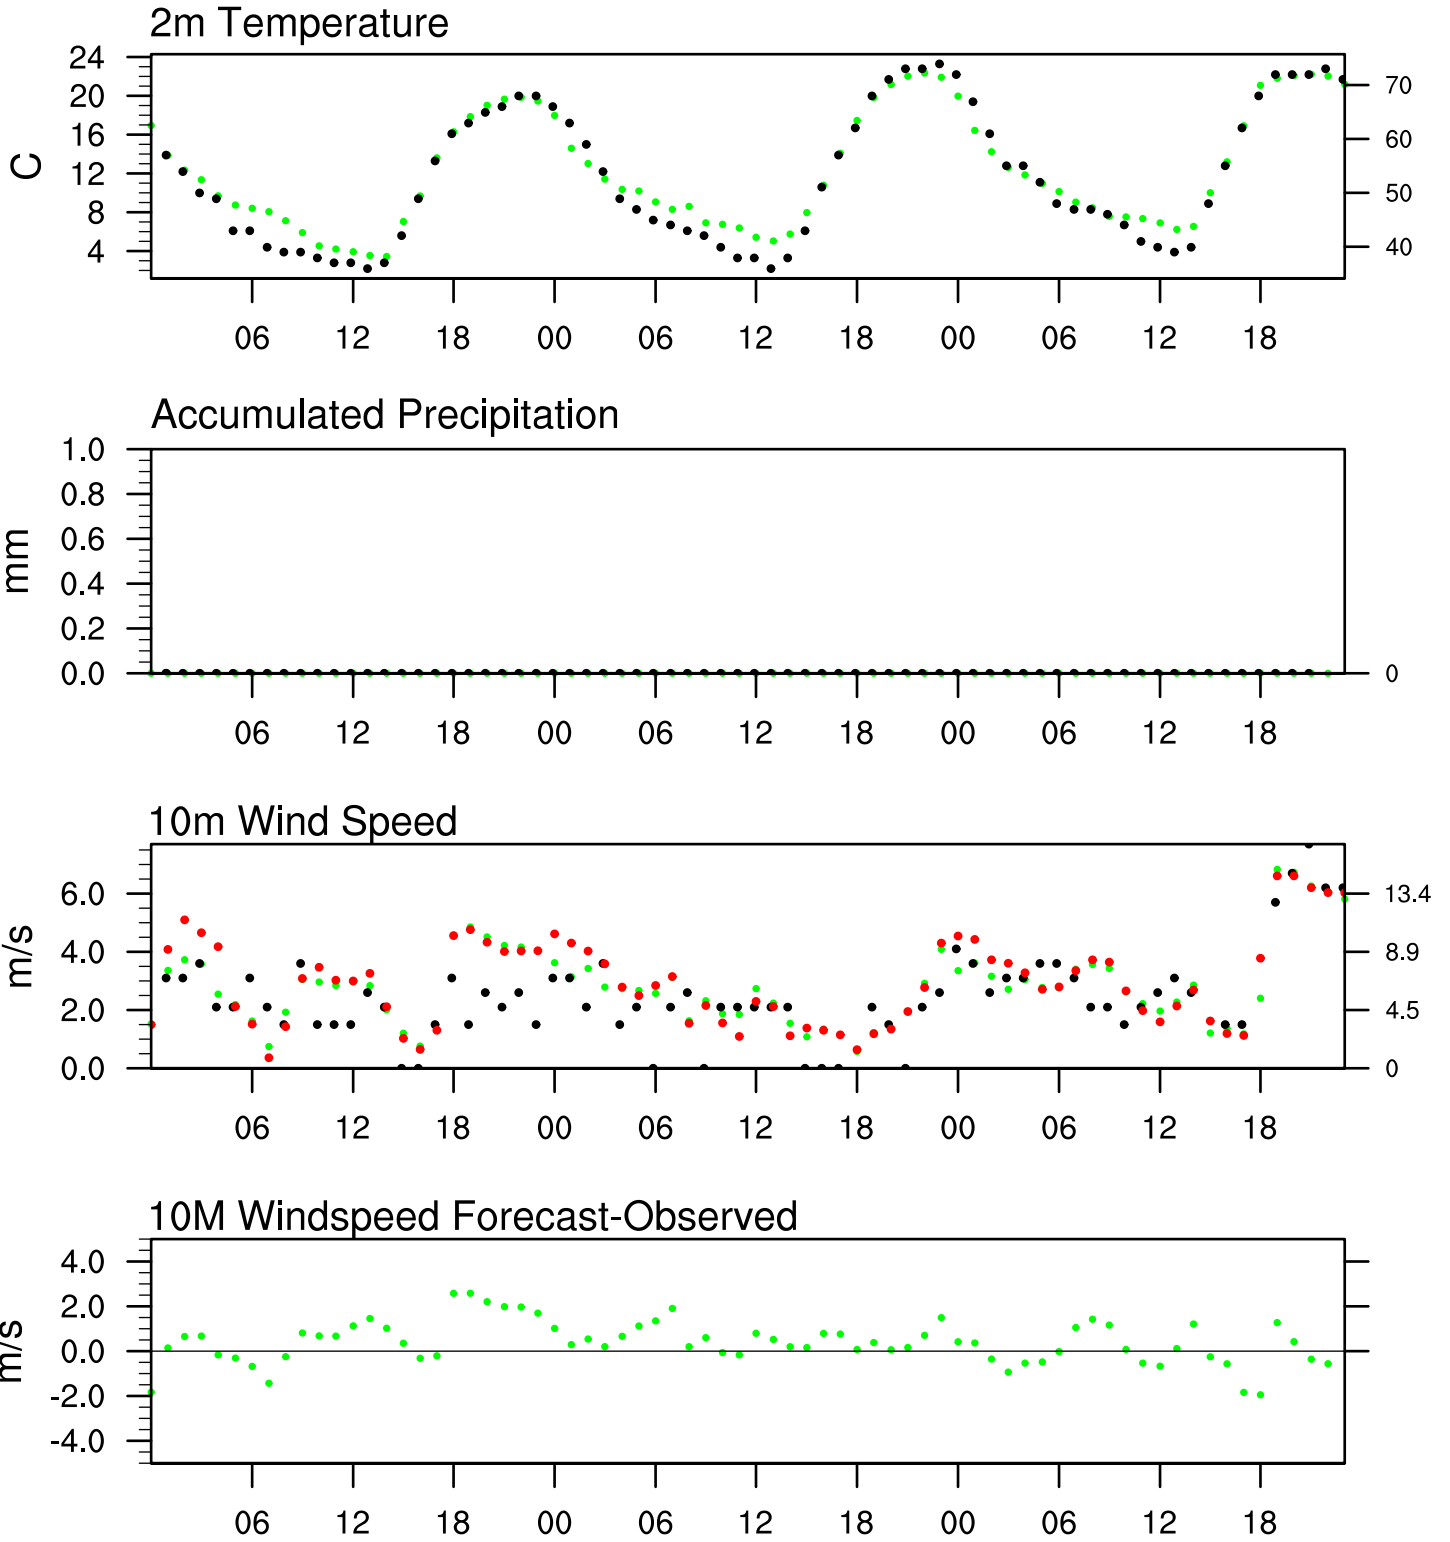 2m Temperature
24
20
16
12
8
4
C
70
60
50
40
06 12 18 00 06 12 18 00 06 12 18
Accumulated Precipitation
1.0
0.8
0.6
0.4
0.2
0.0
mm
0
06 12 18 00 06 12 18 00 06 12 18
10m Wind Speed
6.0
4.0
2.0
0.0
m/s
13.4
8.9
4.5
0
06 12 18 00 06 12 18 00 06 12 18
10M Windspeed Forecast-Observed
4.0
2.0
0.0
-2.0
-4.0
m/s
06 12 18 00 06 12 18 00 06 12 18